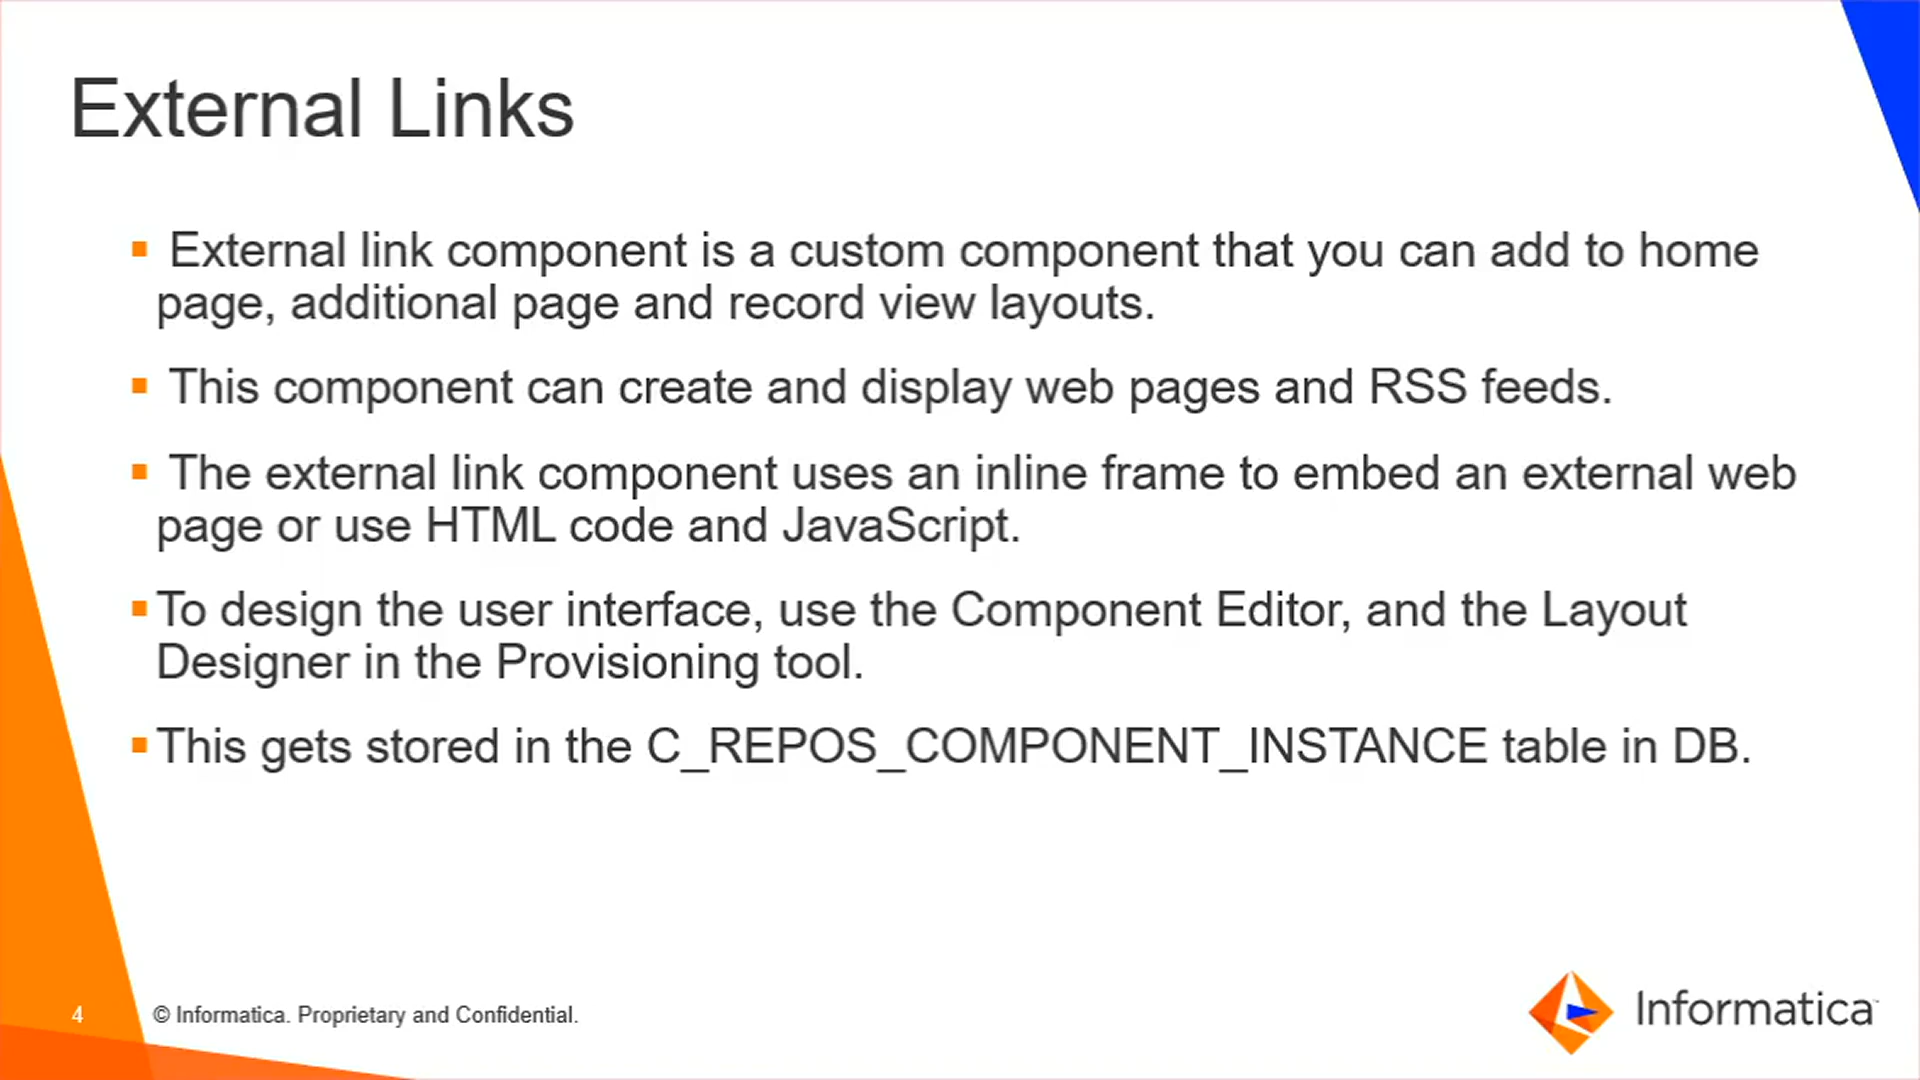 External Links
▪ External link component is a custom component that you can add to home
page, additional page and record view layouts.
▪ This component can create and display web pages and RSS feeds.
▪ The external link component uses an inline frame to embed an external web
page or use HTML code and JavaScript.
▪ To design the user interface, use the Component Editor, and the Layout
Designer in the Provisioning tool.
▪ This gets stored in the C_REPOS_COMPONENT_INSTANCE table in DB.
4
© Informatica. Proprietary and Confidential.
Informatica™